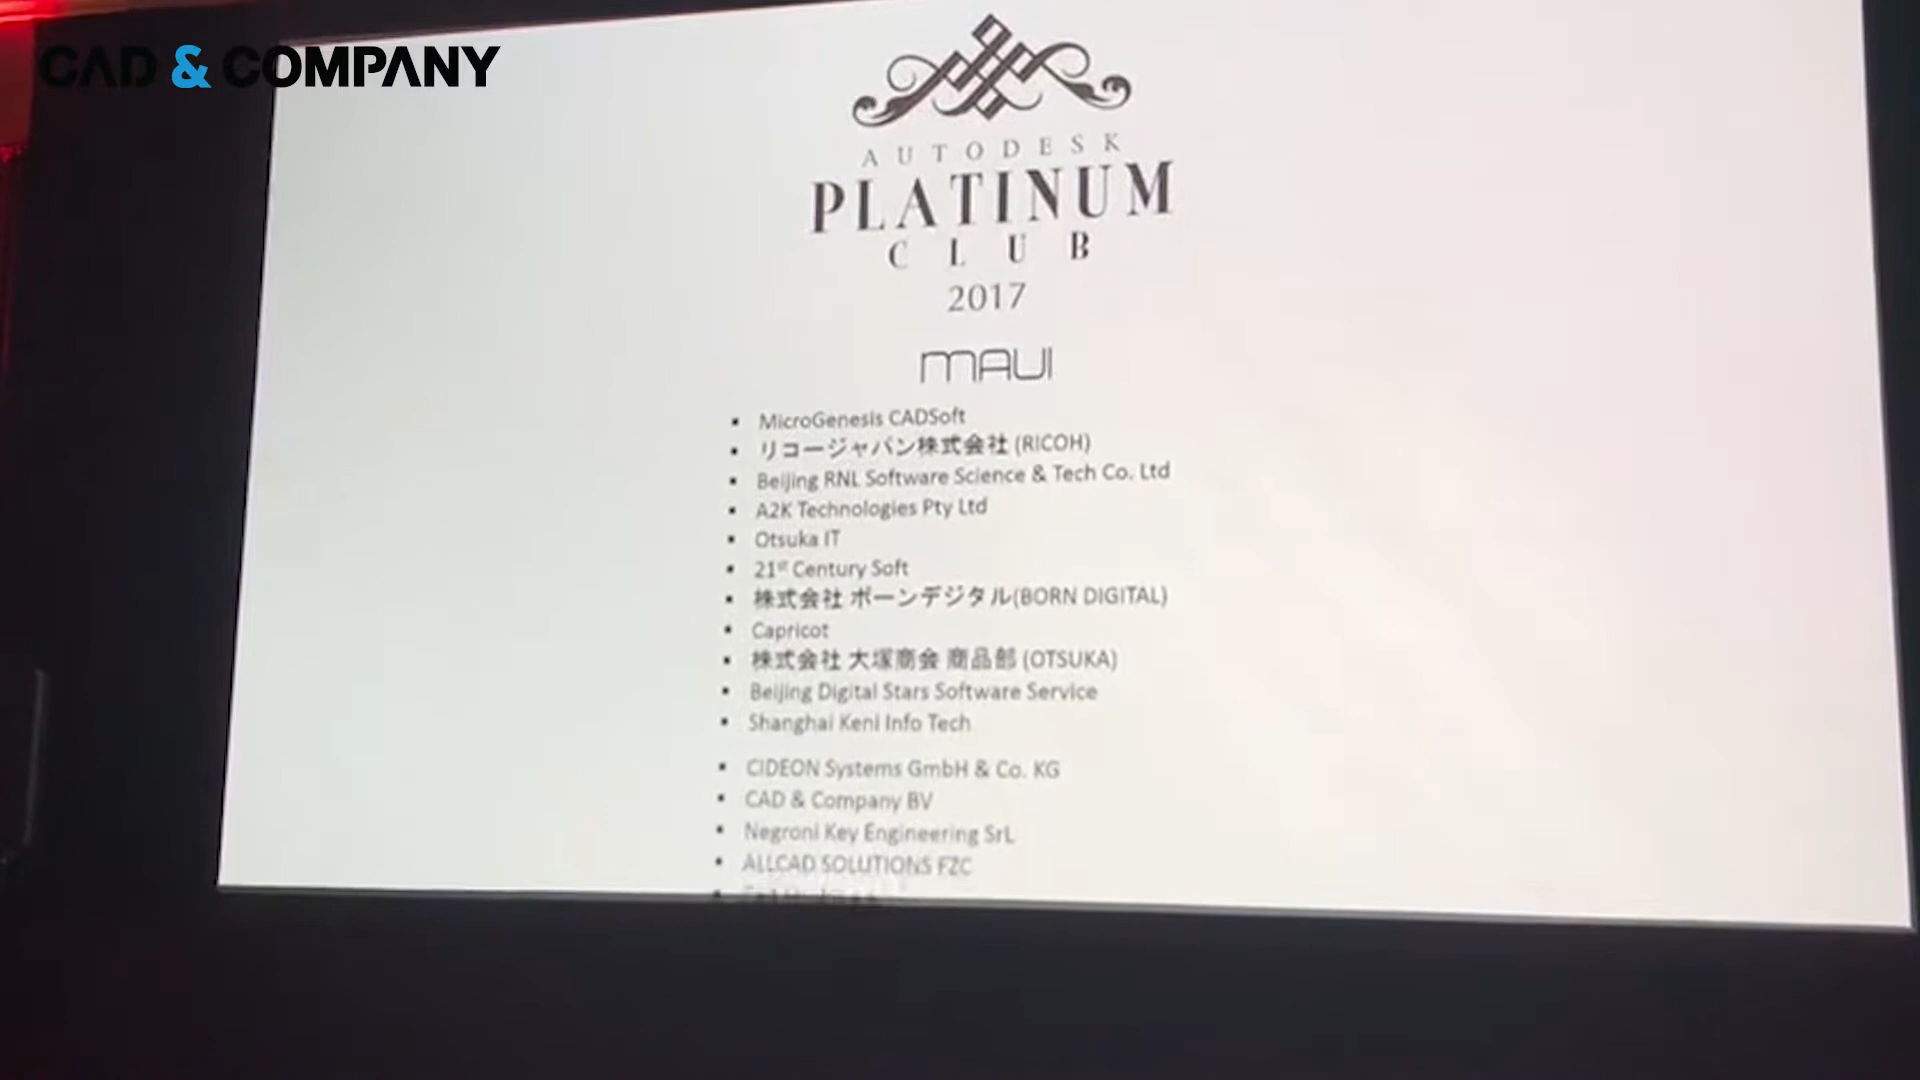 CAD & COMPANY
AUTODESK
PLATINUM
CLUB
2017
MAUI
▪ MicroGenesis CADSoft
▪ リコージャパン株式会社 (RICOH)
▪ Beijing RNL Software Science & Tech Co. Ltd
▪ A2K Technologies Pty Ltd
▪ Otsuka IT
▪ 21st Century Soft
▪ 株式会社 ボーンデジタル(BORN DIGITAL)
▪ Capricot
▪ 株式会社 大塚商会 商品部 (OTSUKA)
▪ Beijing Digital Stars Software Service
▪ Shanghai Keni Info Tech
▪ CIDEON Systems GmbH & Co. KG
▪ CAD & Company BV
▪ Negroni Key Engineering SrL
▪ ALLCAD SOLUTIONS FZC